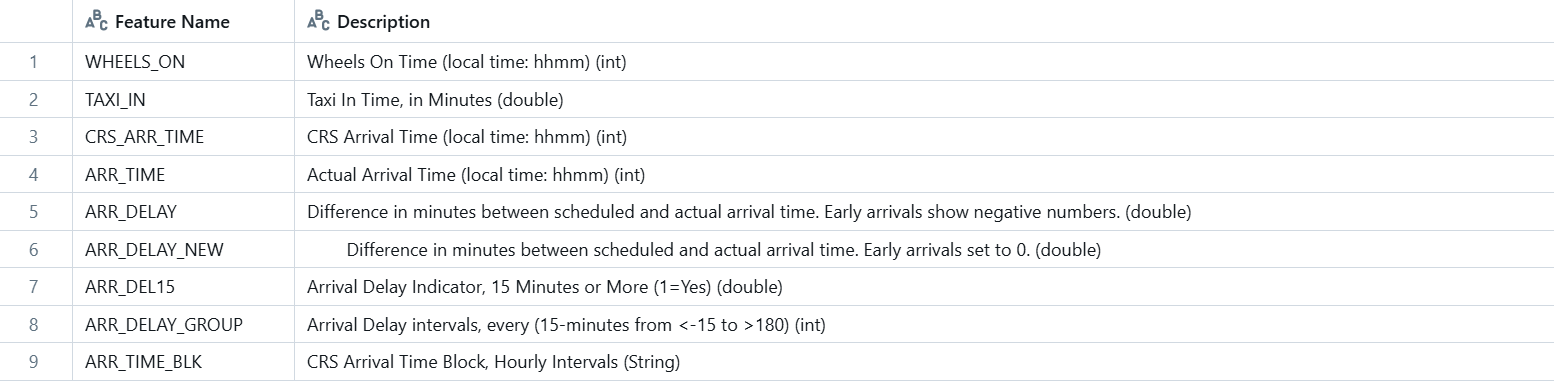 ABC Feature Name ABC Description
1 WHEELS_ON Wheels On Time (local time: hhmm) (int)
2 TAXI_IN Taxi In Time, in Minutes (double)
3 CRS_ARR_TIME CRS Arrival Time (local time: hhmm) (int)
4 ARR_TIME Actual Arrival Time (local time: hhmm) (int)
5 ARR_DELAY Difference in minutes between scheduled and actual arrival time. Early arrivals show negative numbers. (double)
6 ARR_DELAY_NEW Difference in minutes between scheduled and actual arrival time. Early arrivals set to 0. (double)
7 ARR_DEL15 Arrival Delay Indicator, 15 Minutes or More (1=Yes) (double)
8 ARR_DELAY_GROUP Arrival Delay intervals, every (15-minutes from <-15 to >180) (int)
9 ARR_TIME_BLK CRS Arrival Time Block, Hourly Intervals (String)